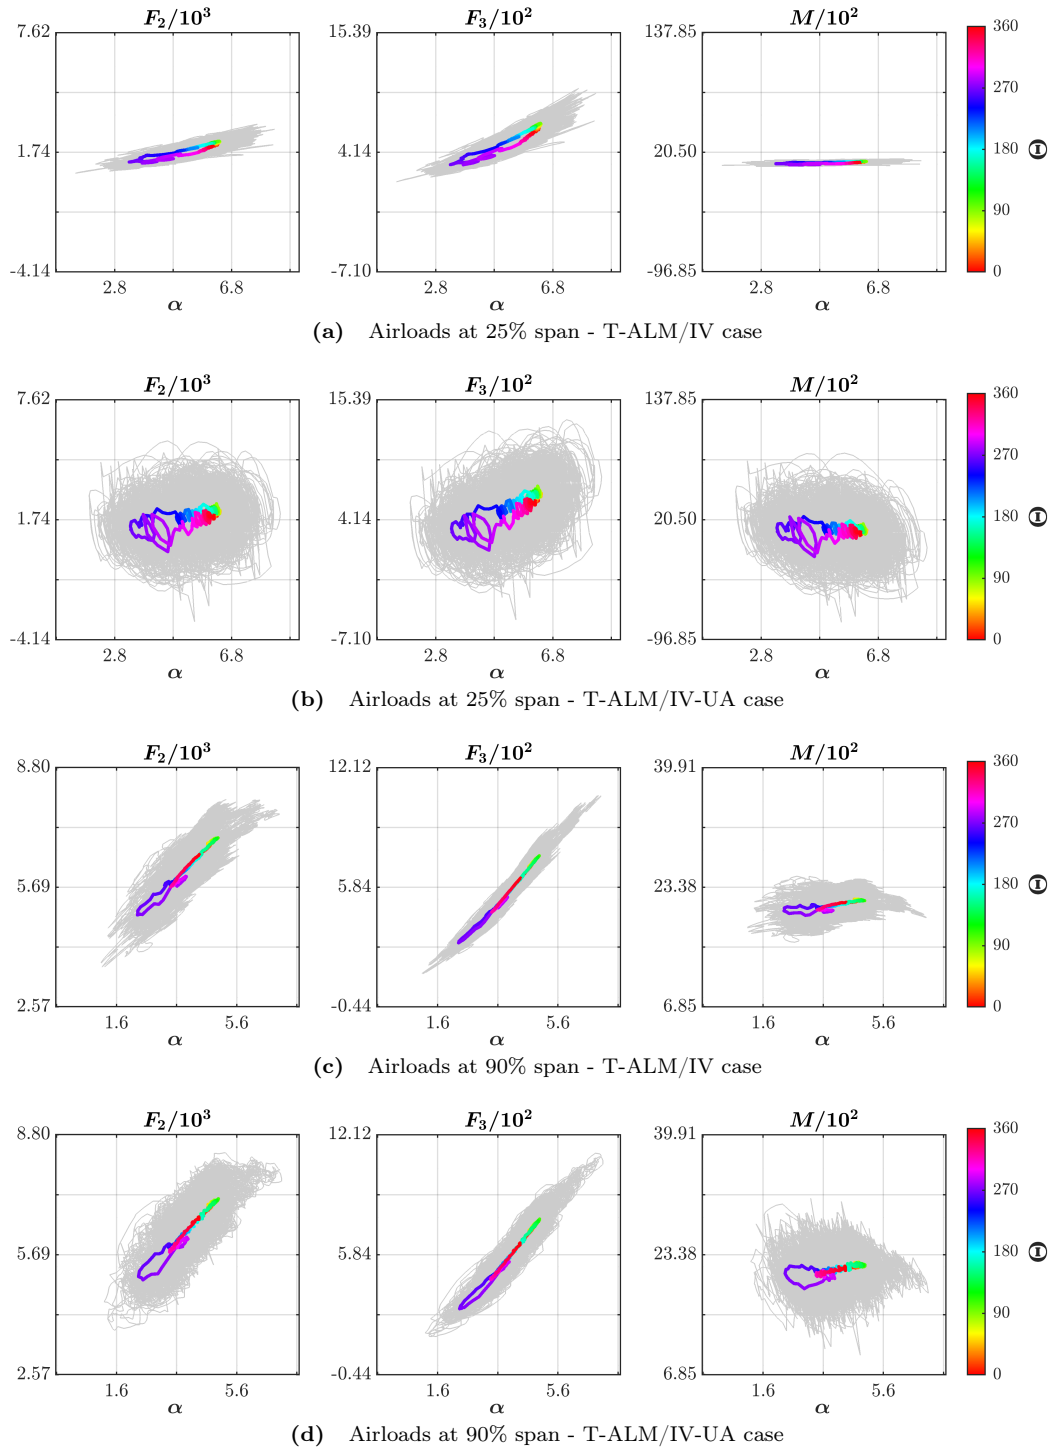 F₂/10³ F₃/10² M/10²
7.62 15.39 137.85 360
270
1.74 4.14 20.50 180 Θ
90
-4.14 -7.10 -96.85 0
2.8 6.8 2.8 6.8 2.8 6.8
α α α
(a) Airloads at 25% span - T-ALM/IV case
F₂/10³ F₃/10² M/10²
7.62 15.39 137.85 360
270
1.74 4.14 20.50 180 Θ
90
-4.14 -7.10 -96.85 0
2.8 6.8 2.8 6.8 2.8 6.8
α α α
(b) Airloads at 25% span - T-ALM/IV-UA case
F₂/10³ F₃/10² M/10²
8.80 12.12 39.91 360
270
5.69 5.84 23.38 180 Θ
90
2.57 -0.44 6.85 0
1.6 5.6 1.6 5.6 1.6 5.6
α α α
(c) Airloads at 90% span - T-ALM/IV case
F₂/10³ F₃/10² M/10²
8.80 12.12 39.91 360
270
5.69 5.84 23.38 180 Θ
90
2.57 -0.44 6.85 0
1.6 5.6 1.6 5.6 1.6 5.6
α α α
(d) Airloads at 90% span - T-ALM/IV-UA case